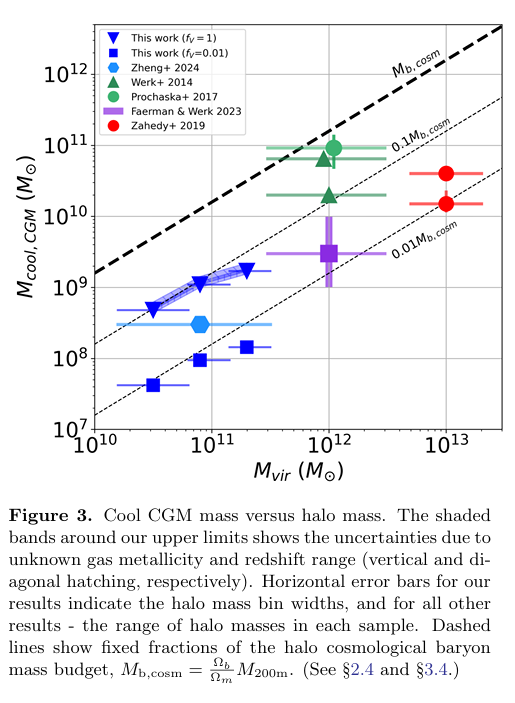 This work (f_V = 1)
This work (f_V=0.01)
Zheng+ 2024
Werk+ 2014
Prochaska+ 2017
Faerman & Werk 2023
Zahedy+ 2019
M_b,cosm
0.1M_b,cosm
0.01M_b,cosm
M_cool,CGM (M_⊙)
10^12
10^11
10^10
10^9
10^8
10^7
10^10 10^11 10^12 10^13
M_vir (M_⊙)
Figure 3. Cool CGM mass versus halo mass. The shaded
bands around our upper limits shows the uncertainties due to
unknown gas metallicity and redshift range (vertical and di-
agonal hatching, respectively). Horizontal error bars for our
results indicate the halo mass bin widths, and for all other
results - the range of halo masses in each sample. Dashed
lines show fixed fractions of the halo cosmological baryon
mass budget, M_b,cosm = Ω_b/Ω_m M_200m. (See §2.4 and §3.4.)